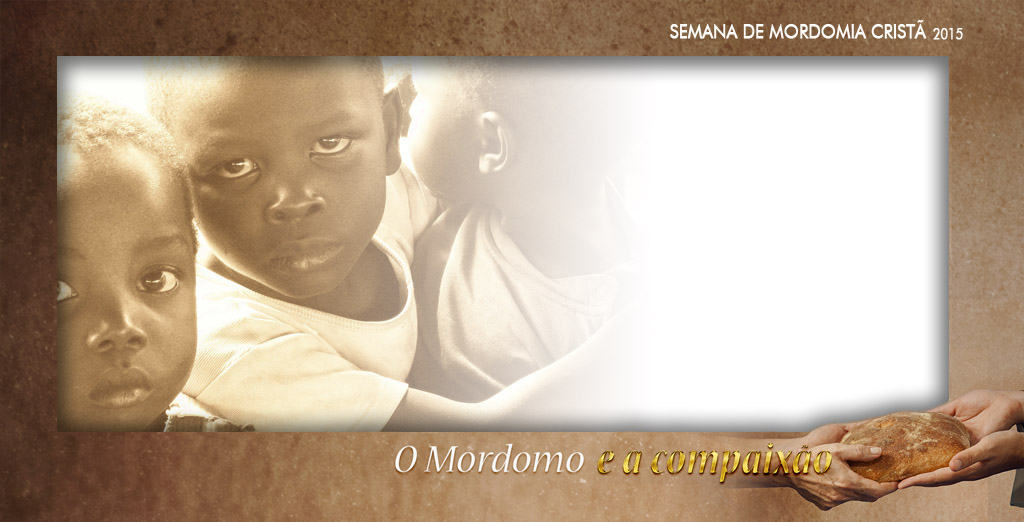 SEMANA DE MORDOMIA CRISTÃ 2015
O Mordomo e a compaixão